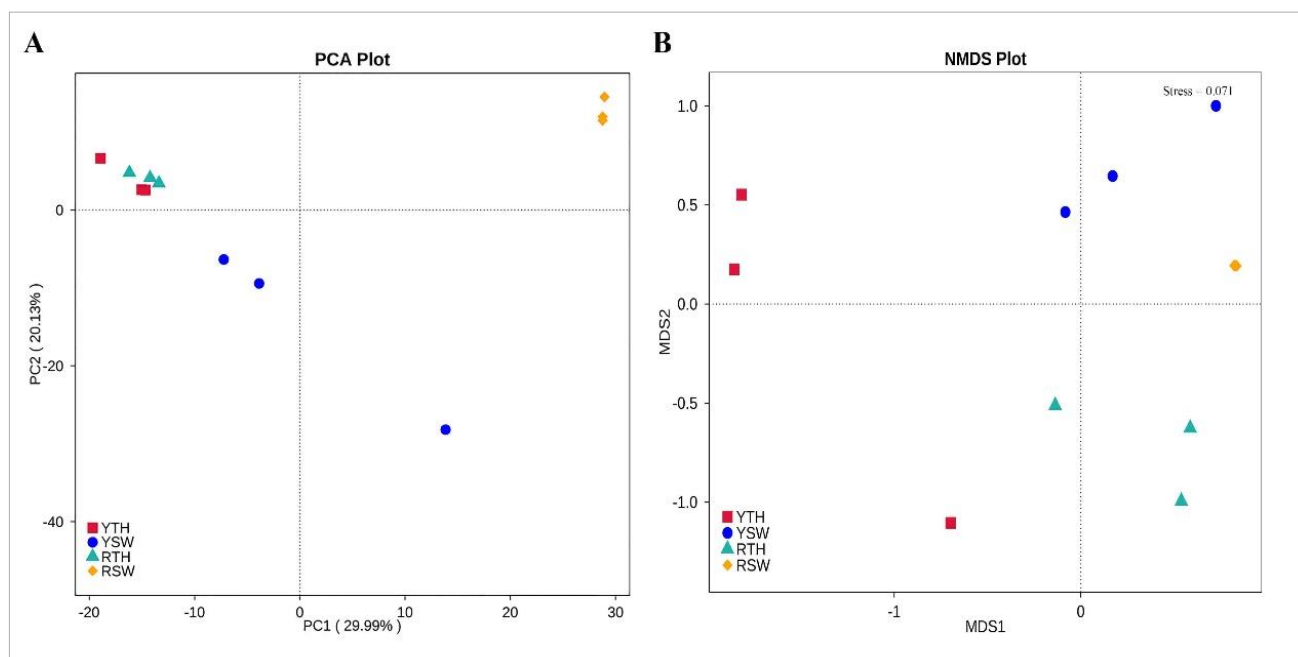 A
PCA Plot
0
-20
-40
PC2 ( 20.13% )
YTH
YSW
RTH
RSW
-20
-10
0
10
20
30
PC1 ( 29.99% )
B
NMDS Plot
Stress = 0.071
1.0
0.5
0.0
-0.5
-1.0
MDS2
YTH
YSW
RTH
RSW
-1
0
MDS1